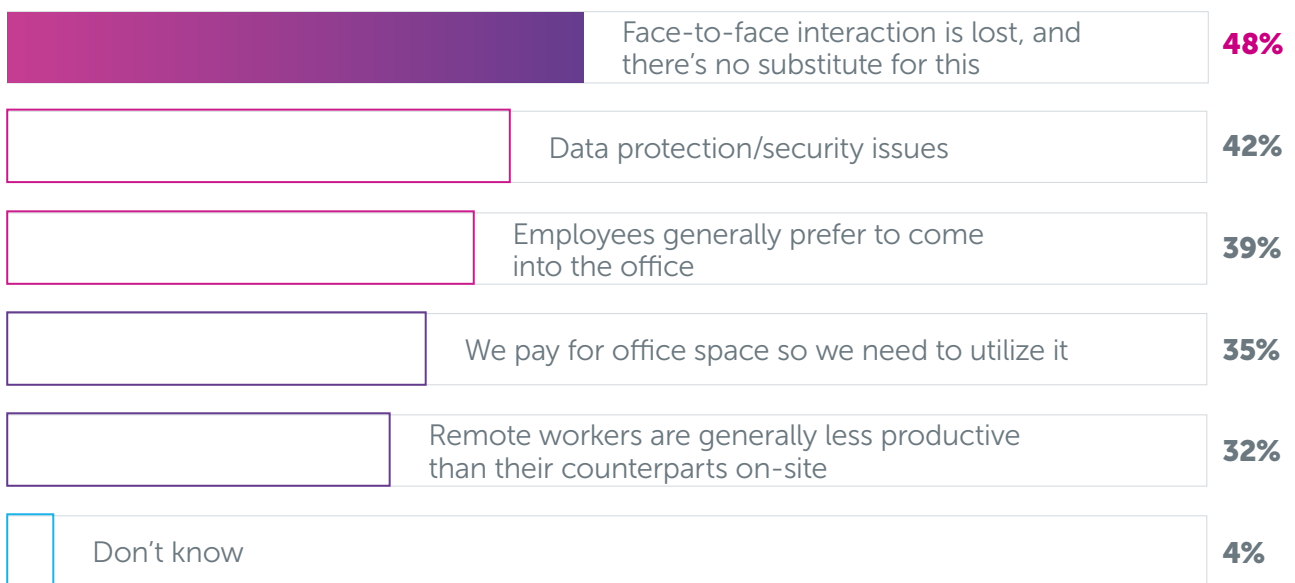 Face-to-face interaction is lost, and
there’s no substitute for this
48%
Data protection/security issues
42%
Employees generally prefer to come
into the office
39%
We pay for office space so we need to utilize it
35%
Remote workers are generally less productive
than their counterparts on-site
32%
Don’t know
4%